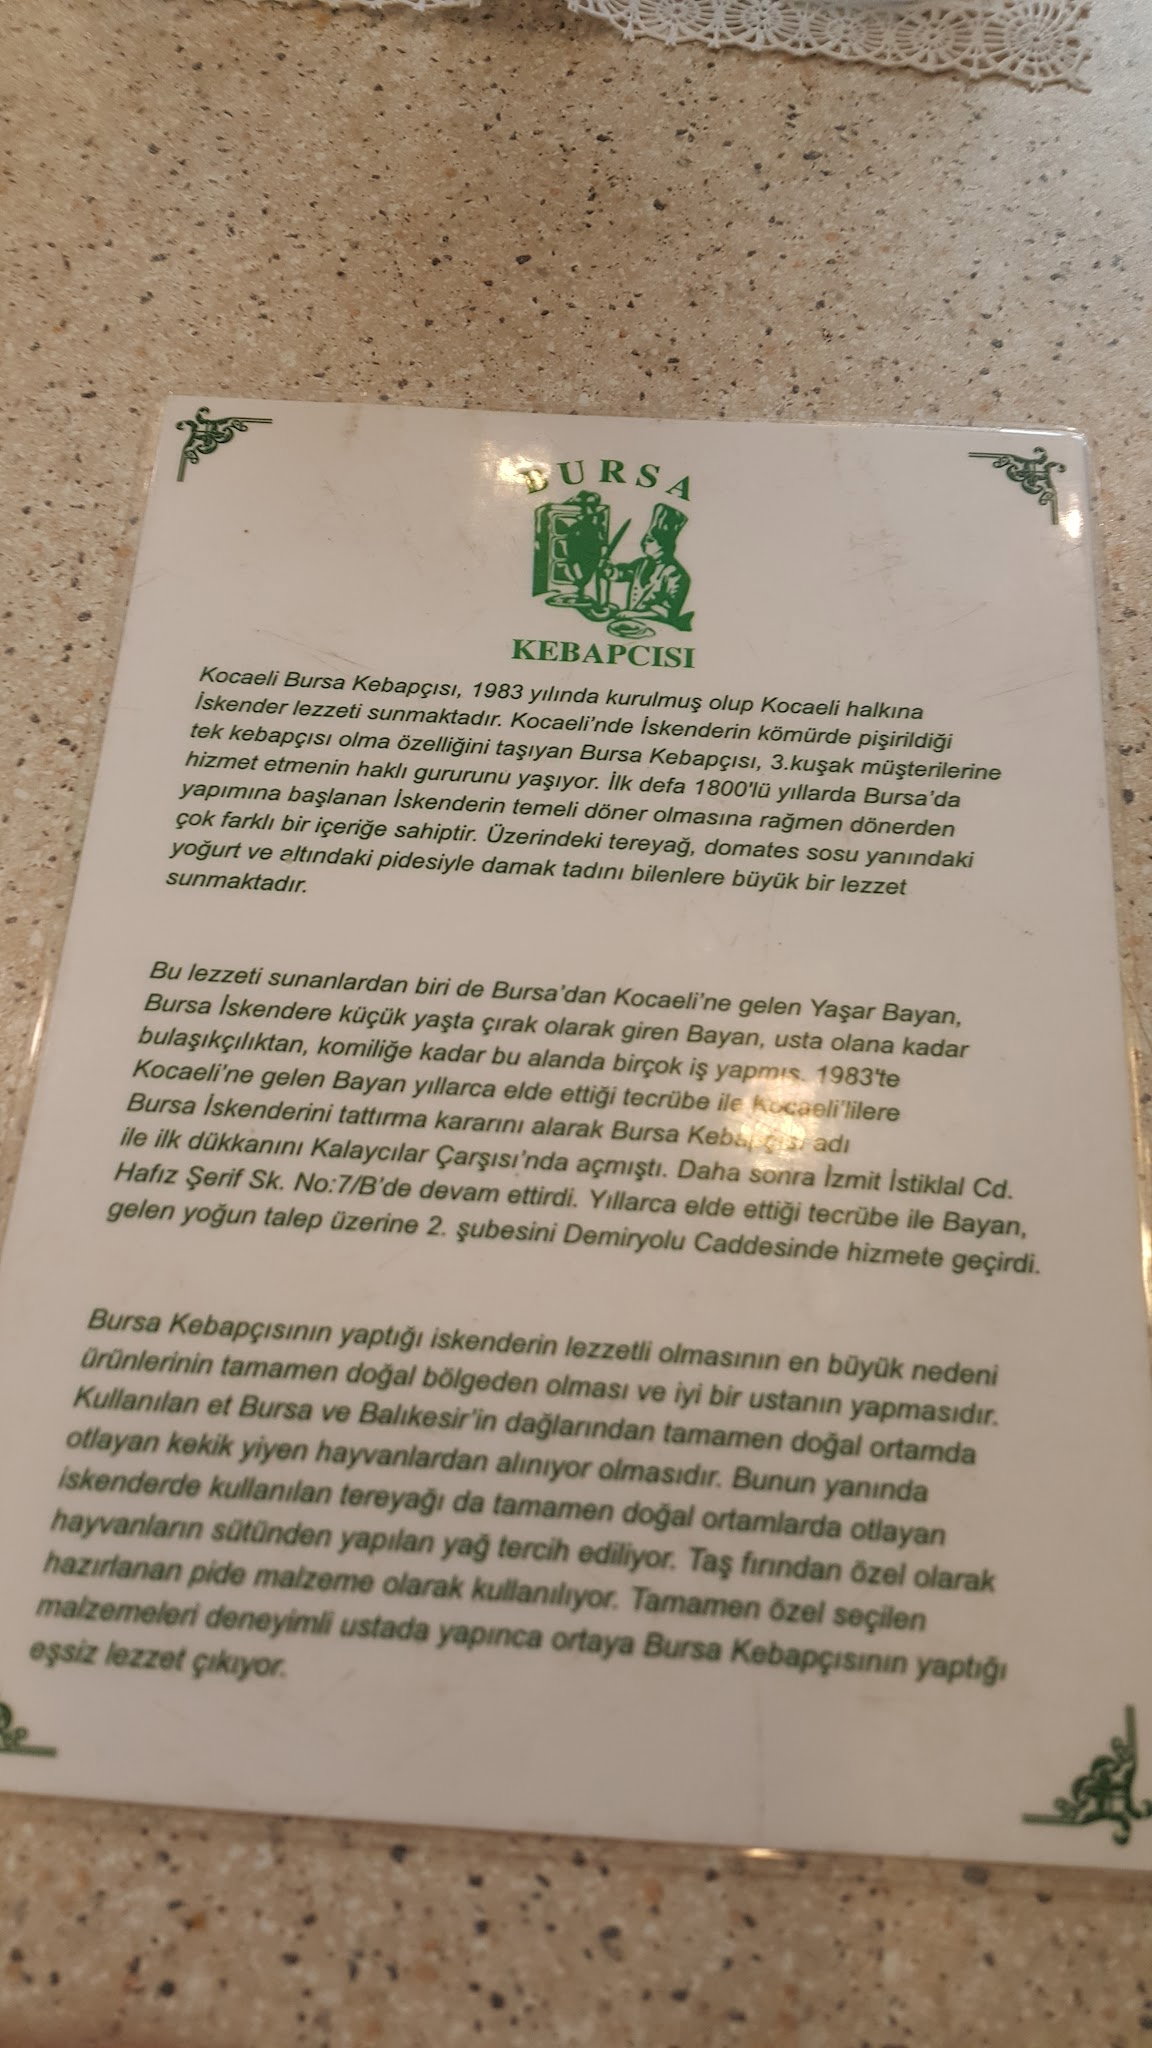 BURSA
KEBAPCISI
Kocaeli Bursa Kebapçısı, 1983 yılında kurulmuş olup Kocaeli halkına
İskender lezzeti sunmaktadır. Kocaeli'nde İskenderin kömürde pişirildiği
tek kebapçısı olma özelliğini taşıyan Bursa Kebapçısı, 3.kuşak müşterilerine
hizmet etmenin haklı gururunu yaşıyor. İlk defa 1800'lü yıllarda Bursa'da
yapımına başlanan İskenderin temeli döner olmasına rağmen dönerden
çok farklı bir içeriğe sahiptir. Üzerindeki tereyağ, domates sosu yanındaki
yoğurt ve altındaki pidesiyle damak tadını bilenlere büyük bir lezzet
sunmaktadır.
Bu lezzeti sunanlardan biri de Bursa'dan Kocaeli'ne gelen Yaşar Bayan,
Bursa İskendere küçük yaşta çırak olarak giren Bayan, usta olana kadar
bulaşıkçılıktan, komiliğe kadar bu alanda birçok iş yapmış. 1983'te
Kocaeli'ne gelen Bayan yıllarca elde ettiği tecrübe ile Kocaeli'lilere
Bursa İskenderini tattırma kararını alarak Bursa Kebapçısı adı
ile ilk dükkanını Kalaycılar Çarşısı'nda açmıştı. Daha sonra İzmit İstiklal Cd.
Hafız Şerif Sk. No:7/B'de devam ettirdi. Yıllarca elde ettiği tecrübe ile Bayan,
gelen yoğun talep üzerine 2. şubesini Demiryolu Caddesinde hizmete geçirdi.
Bursa Kebapçısının yaptığı iskenderin lezzetli olmasının en büyük nedeni
ürünlerinin tamamen doğal bölgeden olması ve iyi bir ustanın yapmasıdır.
Kullanılan et Bursa ve Balıkesir'in dağlarından tamamen doğal ortamda
otlayan kekik yiyen hayvanlardan alınıyor olmasıdır. Bunun yanında
iskenderde kullanılan tereyağı da tamamen doğal ortamlarda otlayan
hayvanların sütünden yapılan yağ tercih ediliyor. Taş fırından özel olarak
hazırlanan pide malzeme olarak kullanılıyor. Tamamen özel seçilen
malzemeleri deneyimli ustada yapınca ortaya Bursa Kebapçısının yaptığı
eşsiz lezzet çıkıyor.